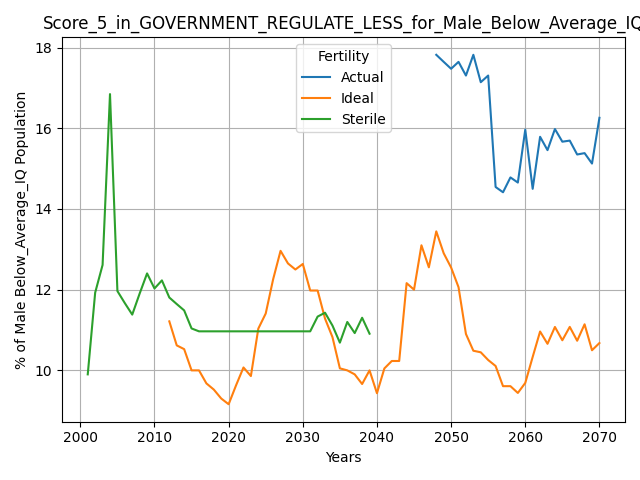 Score_5_in_GOVERNMENT_REGULATE_LESS_for_Male_Below_Average_IQ
18
16
14
12
10
% of Male Below_Average_IQ Population
Fertility
Actual
Ideal
Sterile
2000 2010 2020 2030 2040 2050 2060 2070
Years